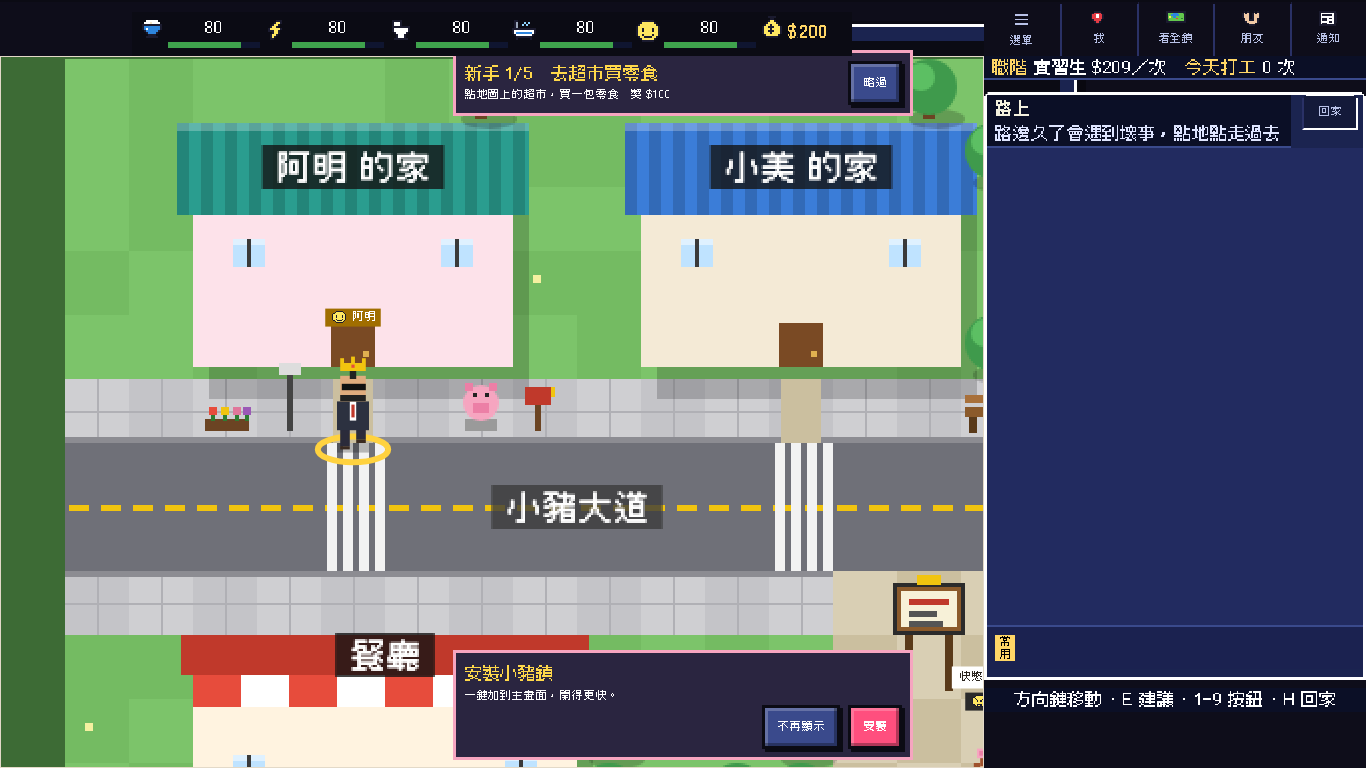 80
80
80
80
80
$200
選單
我
看全鎮
朋友
通知
職階 實習生 $209／次 今天打工 0 次
新手 1/5 去超市買零食
點地圖上的超市，買一包零食 獎 $100
略過
路上
路邊久了會遇到壞事，點地點走過去
回家
阿明 的家
小美 的家
阿明
小豬大道
餐廳
安裝小豬鎮
一鍵加到主畫面，開得更快。
不再顯示
安裝
常用
方向鍵移動 · E 建議 · 1-9 按鈕 · H 回家